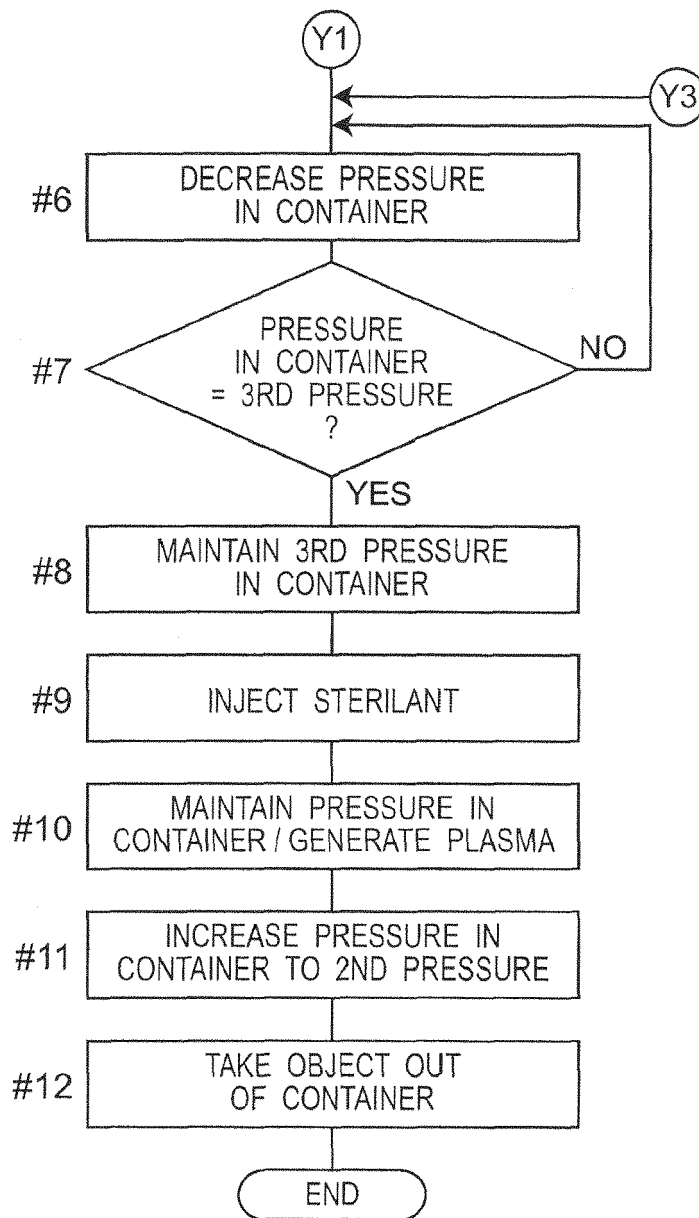 Y1
Y3
#6
DECREASE PRESSURE
IN CONTAINER
#7
PRESSURE
IN CONTAINER
= 3RD PRESSURE
?
NO
YES
#8
MAINTAIN 3RD PRESSURE
IN CONTAINER
#9
INJECT STERILANT
#10
MAINTAIN PRESSURE IN
CONTAINER / GENERATE PLASMA
#11
INCREASE PRESSURE IN
CONTAINER TO 2ND PRESSURE
#12
TAKE OBJECT OUT
OF CONTAINER
END